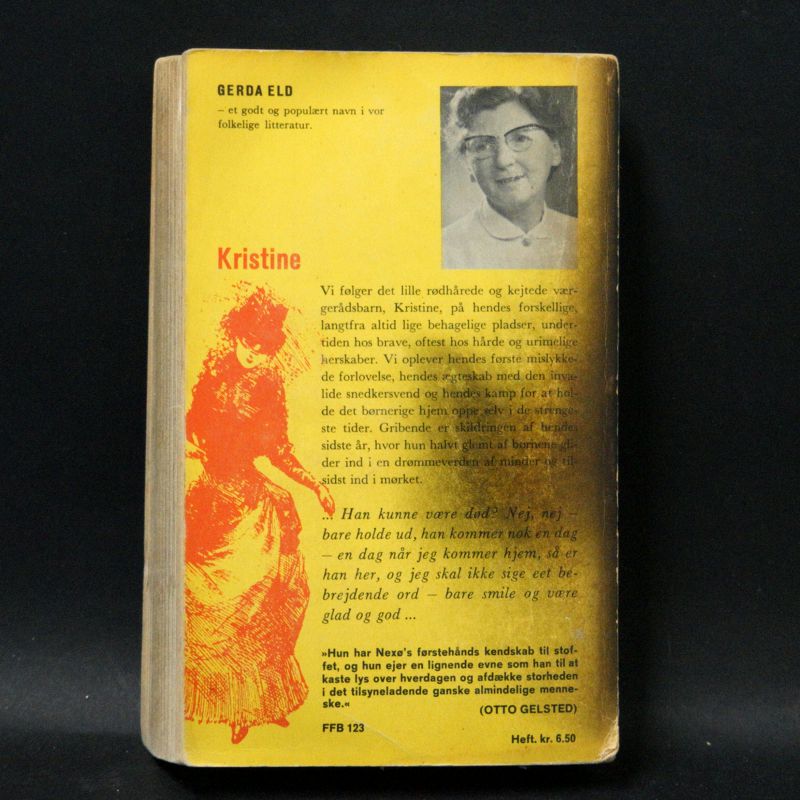 GERDA ELD
– et godt og populært navn i vor
folkelige litteratur.
Kristine
Vi følger det lille rødhårede og kejtede vær-
gerådsbarn, Kristine, på hendes forskellige,
langtfra altid lige behagelige pladser, under-
tiden hos brave, oftest hos hårde og urimelige
herskaber. Vi oplever hendes første mislykke-
de forlovelse, hendes ægteskab med den inva-
lide snedkersvend og hendes kamp for at hol-
de det børnerige hjem oppe selv i de strenge-
ste tider. Gribende er skildringen af hendes
sidste år, hvor hun halvt glemt af børnene gli-
der ind i en drømmeverden af minder og til-
sidst ind i mørket.
... Han kunne være død? Nej, nej –
bare holde ud, han kommer nok en dag
– en dag når jeg kommer hjem, så er
han her, og jeg skal ikke sige eet be-
brejdende ord – bare smile og være
glad og god ...
»Hun har Nexø's førstehånds kendskab til stof-
fet, og hun ejer en lignende evne som han til at
kaste lys over hverdagen og afdække storheden
i det tilsyneladende ganske almindelige menne-
ske.«
(OTTO GELSTED)
FFB 123
Heft. kr. 6.50